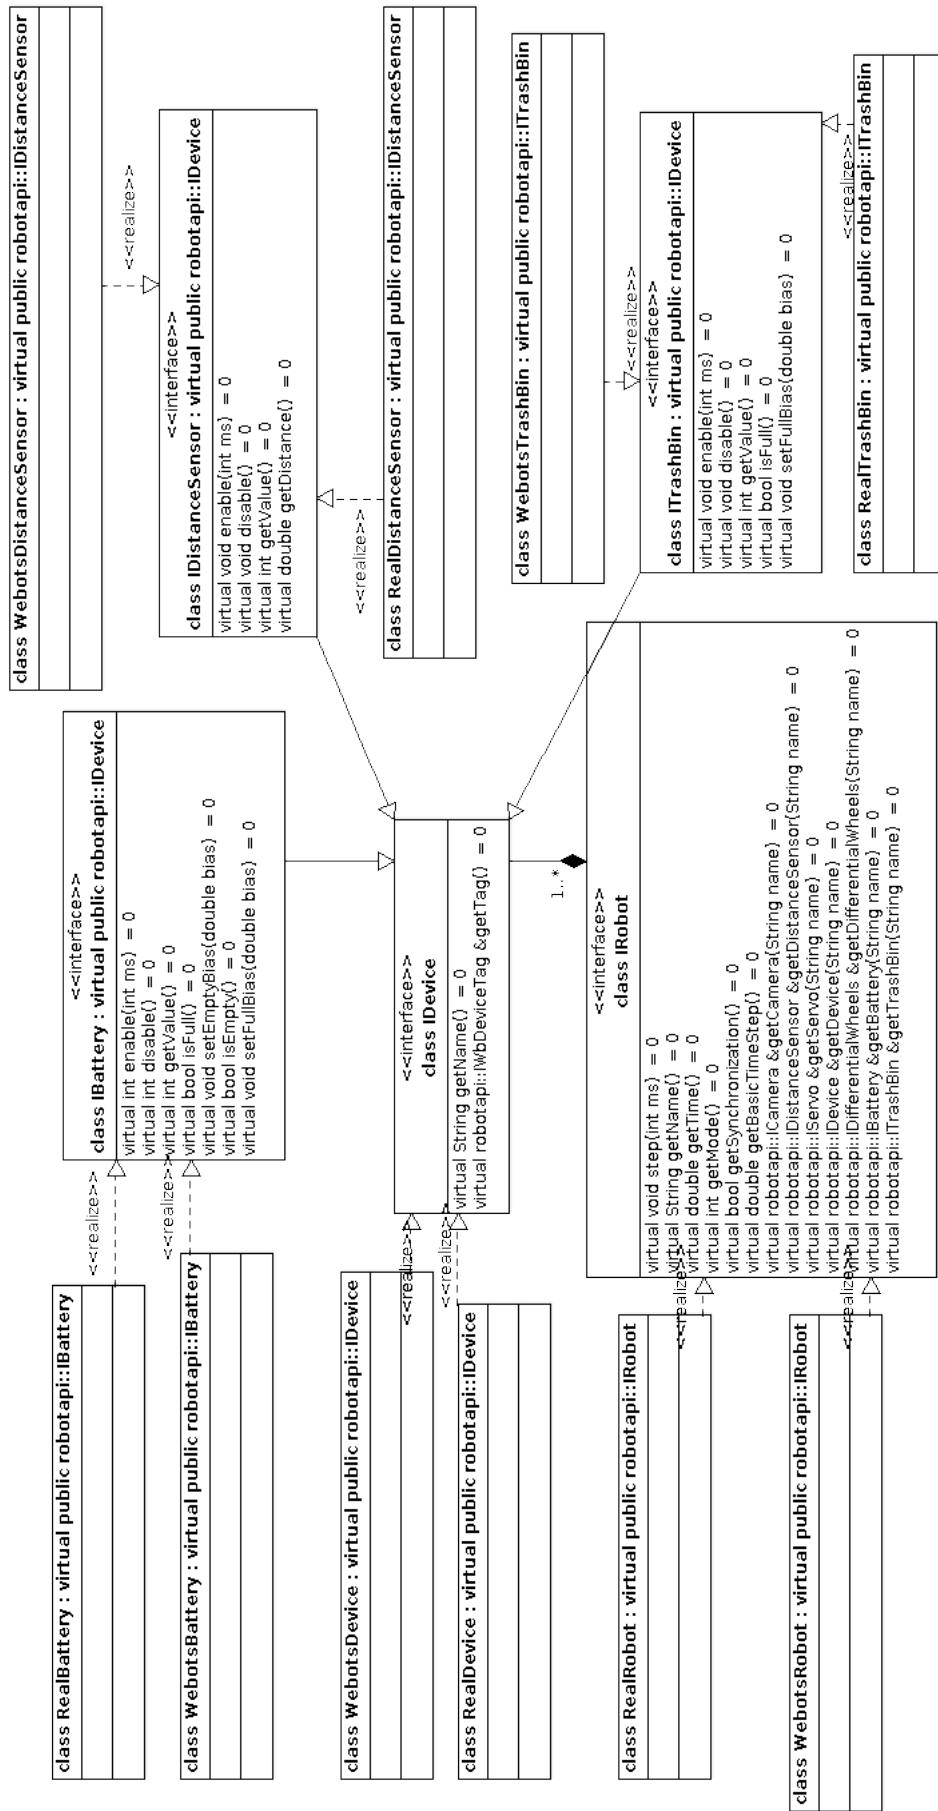 class RealBattery : virtual public robotapi::IBattery
<<realize>>
class WebotsBattery : virtual public robotapi::IBattery
<<realize>>
<<interface>>
class IBattery : virtual public robotapi::IDevice
virtual int enable(int ms) = 0
virtual int disable() = 0
virtual int getValue() = 0
virtual bool isFull() = 0
virtual void setEmptyBias(double bias) = 0
virtual bool isEmpty() = 0
virtual void setFullBias(double bias) = 0
class WebotsDistanceSensor : virtual public robotapi::IDistanceSensor
<<realize>>
<<interface>>
class IDistanceSensor : virtual public robotapi::IDevice
virtual void enable(int ms) = 0
virtual void disable() = 0
virtual int getValue() = 0
virtual double getDistance() = 0
<<realize>>
class RealDistanceSensor : virtual public robotapi::IDistanceSensor
class WebotsDevice : virtual public robotapi::IDevice
<<realize>>
class RealDevice : virtual public robotapi::IDevice
<<realize>>
<<interface>>
class IDevice
virtual String getName() = 0
virtual robotapi::IWbDeviceTag &getTag() = 0
1..*
class WebotsTrashBin : virtual public robotapi::ITrashBin
<<realize>>
<<interface>>
class ITrashBin : virtual public robotapi::IDevice
virtual void enable(int ms) = 0
virtual void disable() = 0
virtual int getValue() = 0
virtual bool isFull() = 0
virtual void setFullBias(double bias) = 0
<<realize>>
class RealTrashBin : virtual public robotapi::ITrashBin
class RealRobot : virtual public robotapi::IRobot
<<realize>>
class WebotsRobot : virtual public robotapi::IRobot
<<realize>>
<<interface>>
class IRobot
virtual void step(int ms) = 0
virtual String getName() = 0
virtual double getTime() = 0
virtual int getMode() = 0
virtual bool getSynchronization() = 0
virtual double getBasicTimeStep() = 0
virtual robotapi::ICamera &getCamera(String name) = 0
virtual robotapi::IDistanceSensor &getDistanceSensor(String name) = 0
virtual robotapi::IServo &getServo(String name) = 0
virtual robotapi::IDevice &getDevice(String name) = 0
virtual robotapi::IDifferentialWheels &getDifferentialWheels(String name) = 0
virtual robotapi::IBattery &getBattery(String name) = 0
virtual robotapi::ITrashBin &getTrashBin(String name) = 0